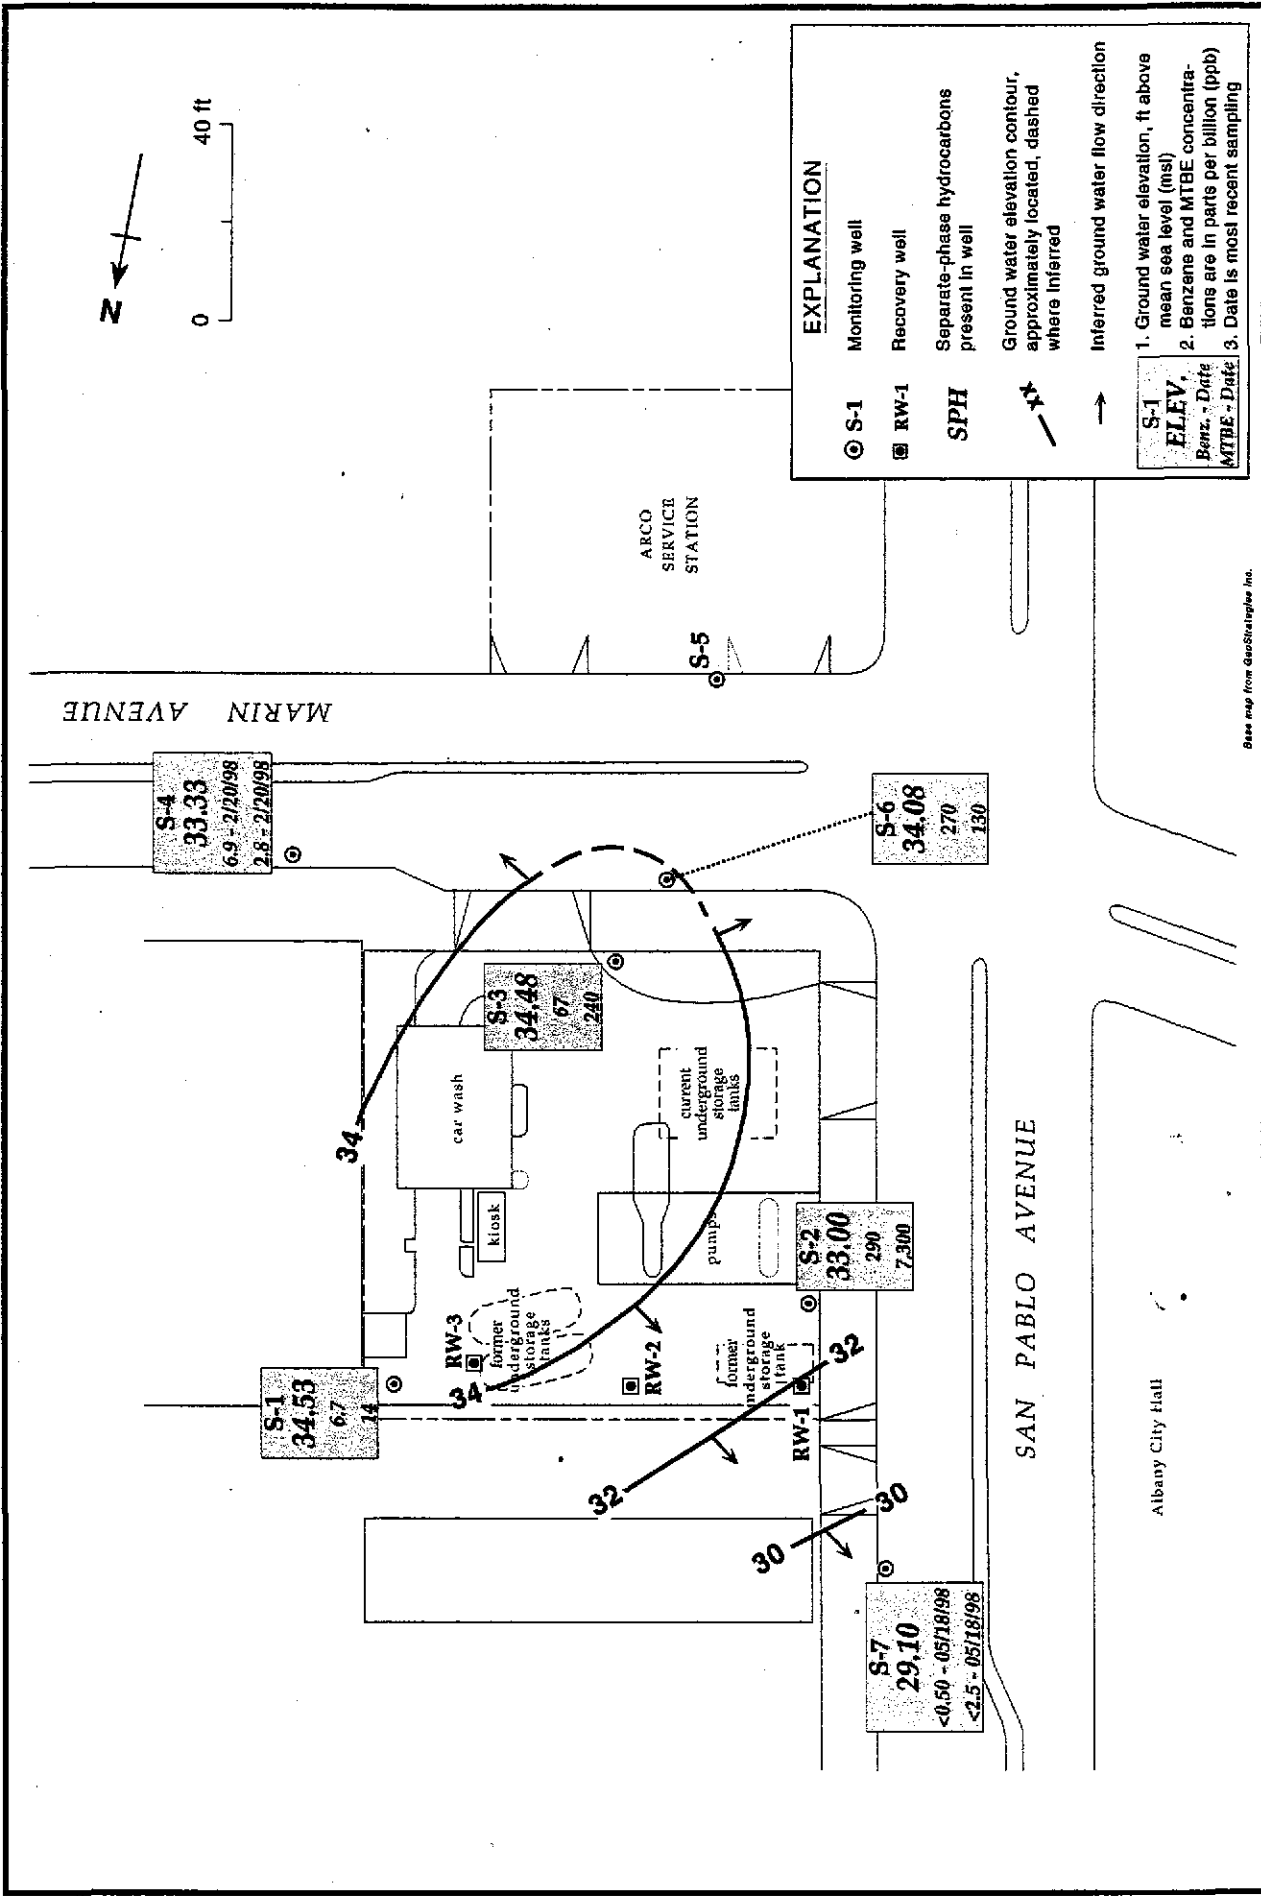 N
0 40 ft
MARIN AVENUE
S-4
33.33
6.9 - 2/20/98
2.8 - 2/20/98
ARCO
SERVICE
STATION
S-5
S-6
34.08
270
130
S-3
34.48
67
240
34
car wash
kiosk
current
underground
storage
tanks
pumps
S-1
34.53
6.7
14
RW-3
former
underground
storage
tanks
34
RW-2
former
underground
storage
tank
RW-1
S-2
33.00
290
7,300
32
32
30
30
S-7
29.10
<0.50 - 05/18/98
<2.5 - 05/18/98
SAN PABLO AVENUE
Albany City Hall
EXPLANATION
S-1 Monitoring well
RW-1 Recovery well
SPH Separate-phase hydrocarbons
present in well
XX Ground water elevation contour,
approximately located, dashed
where inferred
Inferred ground water flow direction
S-1
ELEV.
Benz. - Date
MTBE - Date
1. Ground water elevation, ft above
mean sea level (msl)
2. Benzene and MTBE concentra-
tions are in parts per billion (ppb)
3. Date is most recent sampling
Base map from GeoStrategies Inc.